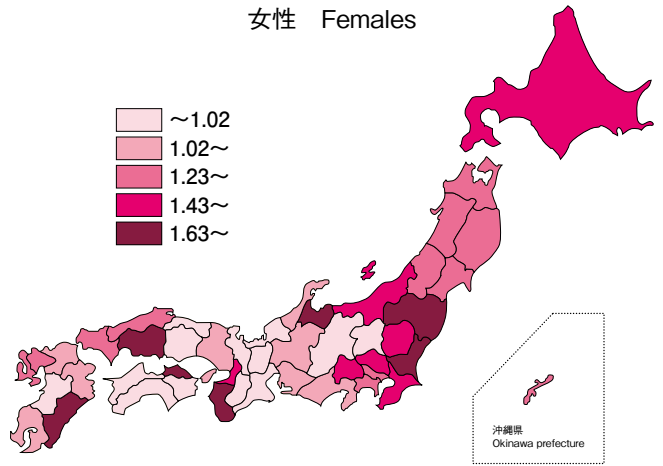 女性 Females
～1.02
1.02～
1.23～
1.43～
1.63～
沖縄県
Okinawa prefecture